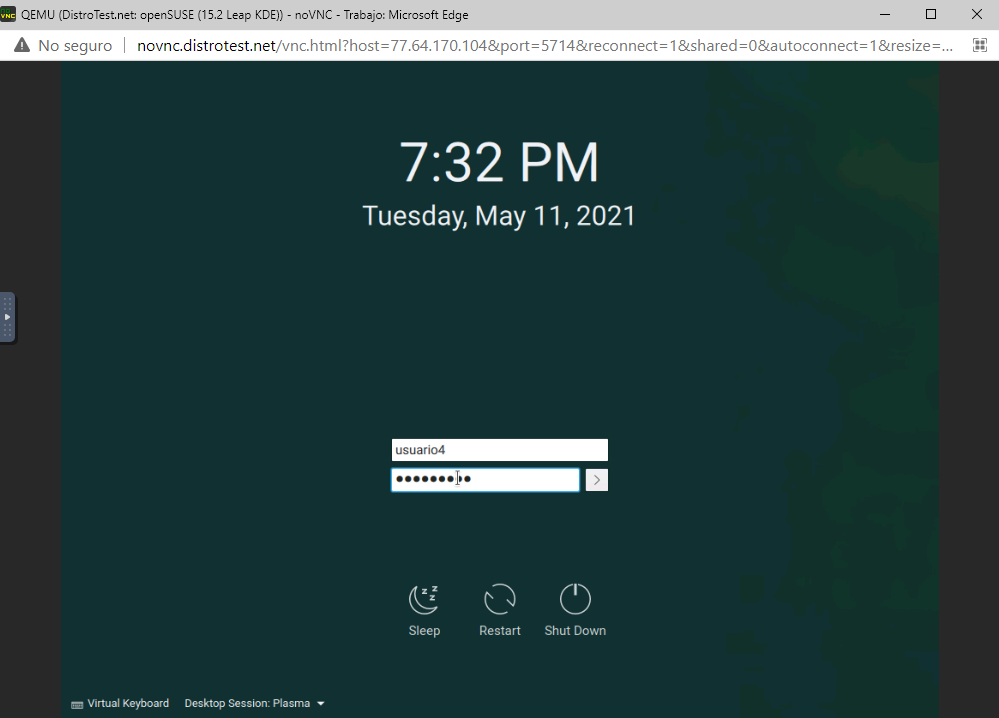 QEMU (DistroTest.net: openSUSE (15.2 Leap KDE)) - noVNC - Trabajo: Microsoft Edge
No seguro novnc.distrotest.net/vnc.html?host=77.64.170.104&port=5714&reconnect=1&shared=0&autoconnect=1&resize=...
7:32 PM
Tuesday, May 11, 2021
usuario4
Sleep Restart Shut Down
Virtual Keyboard Desktop Session: Plasma